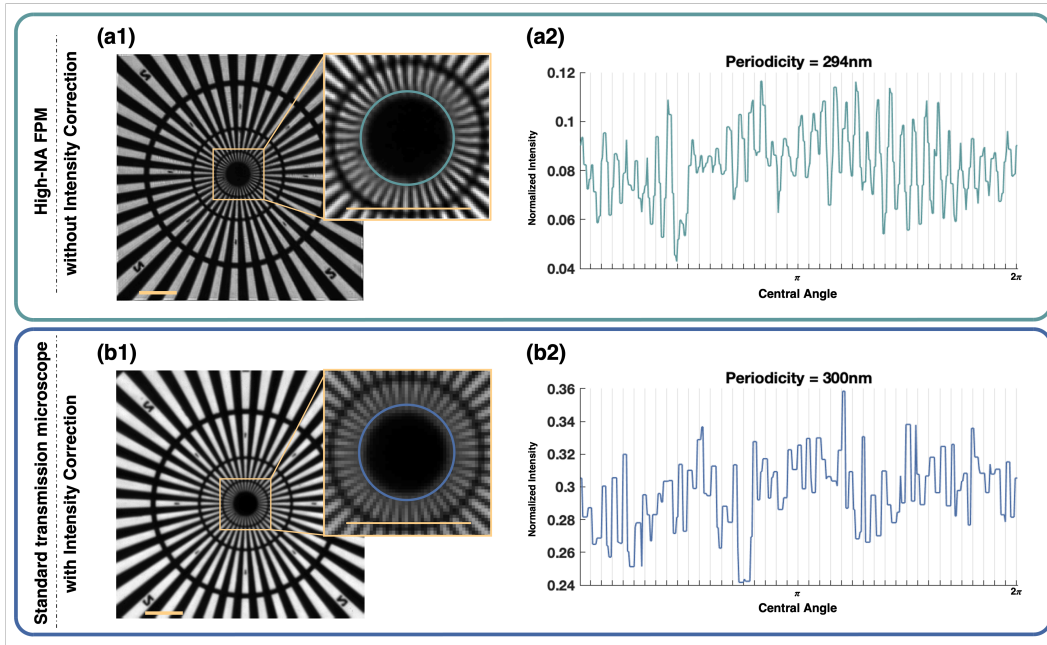 High-NA FPM
without Intensity Correction
(a1)
(a2)
Periodicity = 294nm
Normalized Intensity
0.12
0.1
0.08
0.06
0.04
π
2π
Central Angle
Standard transmission microscope
with Intensity Correction
(b1)
(b2)
Periodicity = 300nm
Normalized Intensity
0.36
0.34
0.32
0.3
0.28
0.26
0.24
π
2π
Central Angle